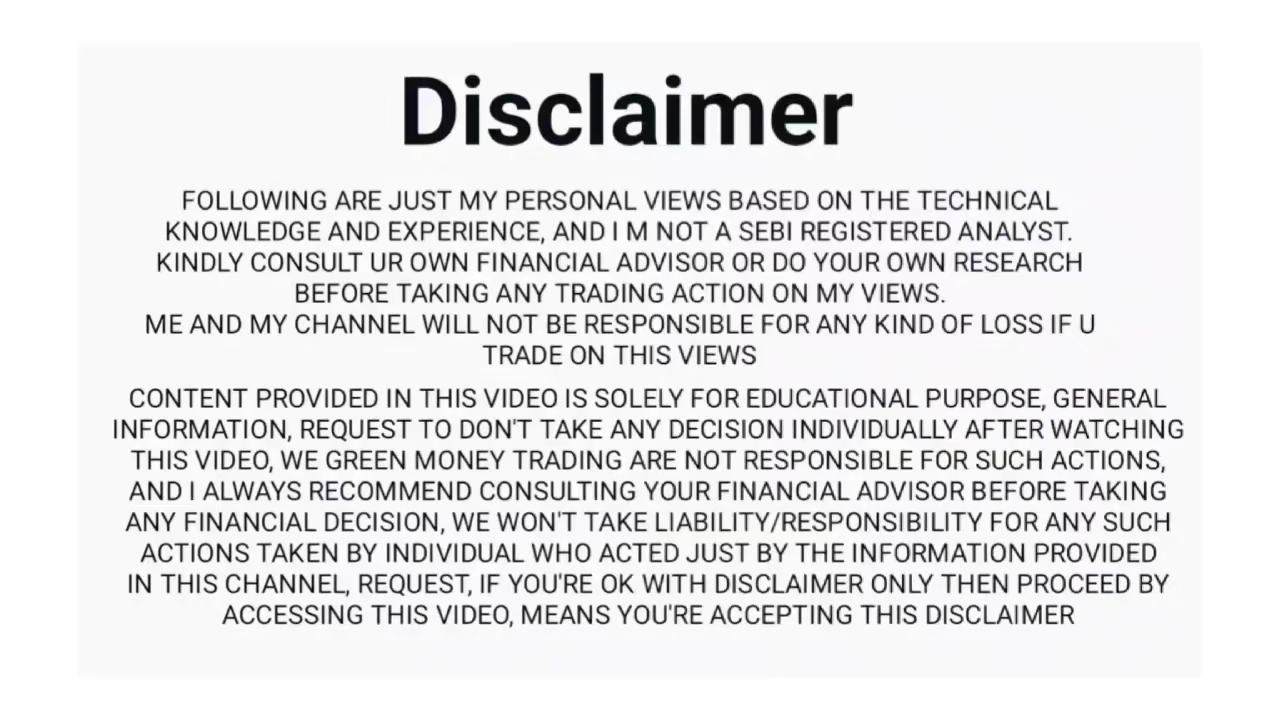 Disclaimer
FOLLOWING ARE JUST MY PERSONAL VIEWS BASED ON THE TECHNICAL
KNOWLEDGE AND EXPERIENCE, AND I M NOT A SEBI REGISTERED ANALYST.
KINDLY CONSULT UR OWN FINANCIAL ADVISOR OR DO YOUR OWN RESEARCH
BEFORE TAKING ANY TRADING ACTION ON MY VIEWS.
ME AND MY CHANNEL WILL NOT BE RESPONSIBLE FOR ANY KIND OF LOSS IF U
TRADE ON THIS VIEWS
CONTENT PROVIDED IN THIS VIDEO IS SOLELY FOR EDUCATIONAL PURPOSE, GENERAL
INFORMATION, REQUEST TO DON'T TAKE ANY DECISION INDIVIDUALLY AFTER WATCHING
THIS VIDEO, WE GREEN MONEY TRADING ARE NOT RESPONSIBLE FOR SUCH ACTIONS,
AND I ALWAYS RECOMMEND CONSULTING YOUR FINANCIAL ADVISOR BEFORE TAKING
ANY FINANCIAL DECISION, WE WON'T TAKE LIABILITY/RESPONSIBILITY FOR ANY SUCH
ACTIONS TAKEN BY INDIVIDUAL WHO ACTED JUST BY THE INFORMATION PROVIDED
IN THIS CHANNEL, REQUEST, IF YOU'RE OK WITH DISCLAIMER ONLY THEN PROCEED BY
ACCESSING THIS VIDEO, MEANS YOU'RE ACCEPTING THIS DISCLAIMER